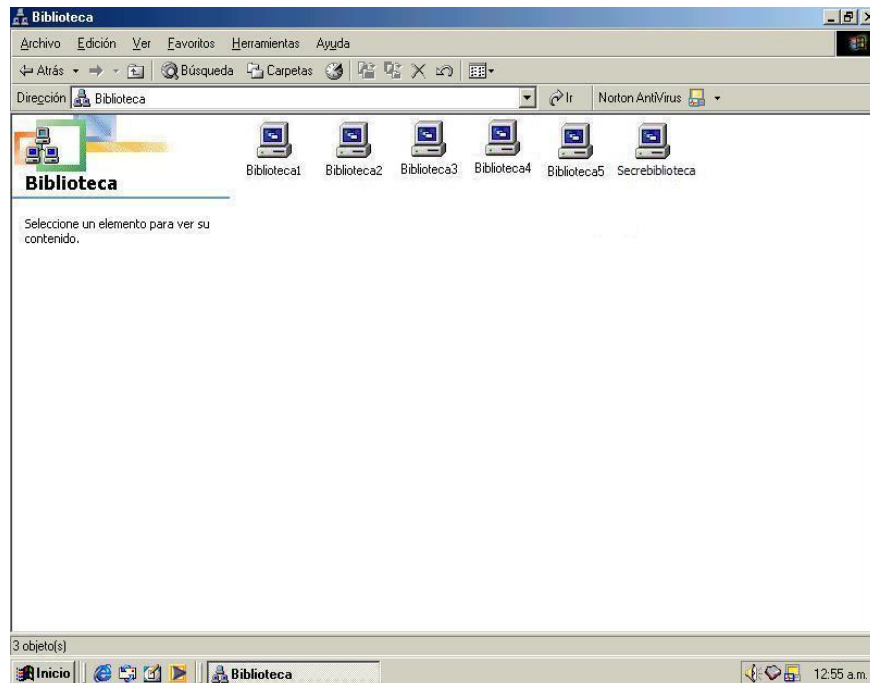 Biblioteca
Archivo Edición Ver Favoritos Herramientas Ayuda
Atrás Búsqueda Carpetas
Dirección Biblioteca Ir Norton AntiVirus
Biblioteca1 Biblioteca2 Biblioteca3 Biblioteca4 Biblioteca5 Secrebiblioteca
Biblioteca
Seleccione un elemento para ver su
contenido.
3 objeto(s)
Inicio Biblioteca 12:55 a.m.